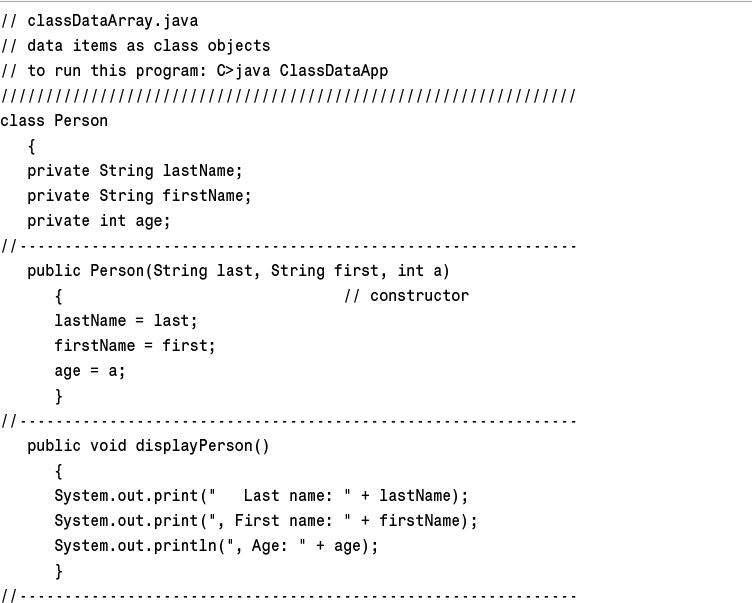 // classDataArray.java
// data items as class objects
// to run this program: C>java ClassDataApp
////////////////////////////////////////////////////////////////
class Person
   {
   private String lastName;
   private String firstName;
   private int age;
//--------------------------------------------------------------
   public Person(String last, String first, int a)
      {                               // constructor
      lastName = last;
      firstName = first;
      age = a;
      }
//--------------------------------------------------------------
   public void displayPerson()
      {
      System.out.print("   Last name: " + lastName);
      System.out.print(", First name: " + firstName);
      System.out.println(", Age: " + age);
      }
//--------------------------------------------------------------